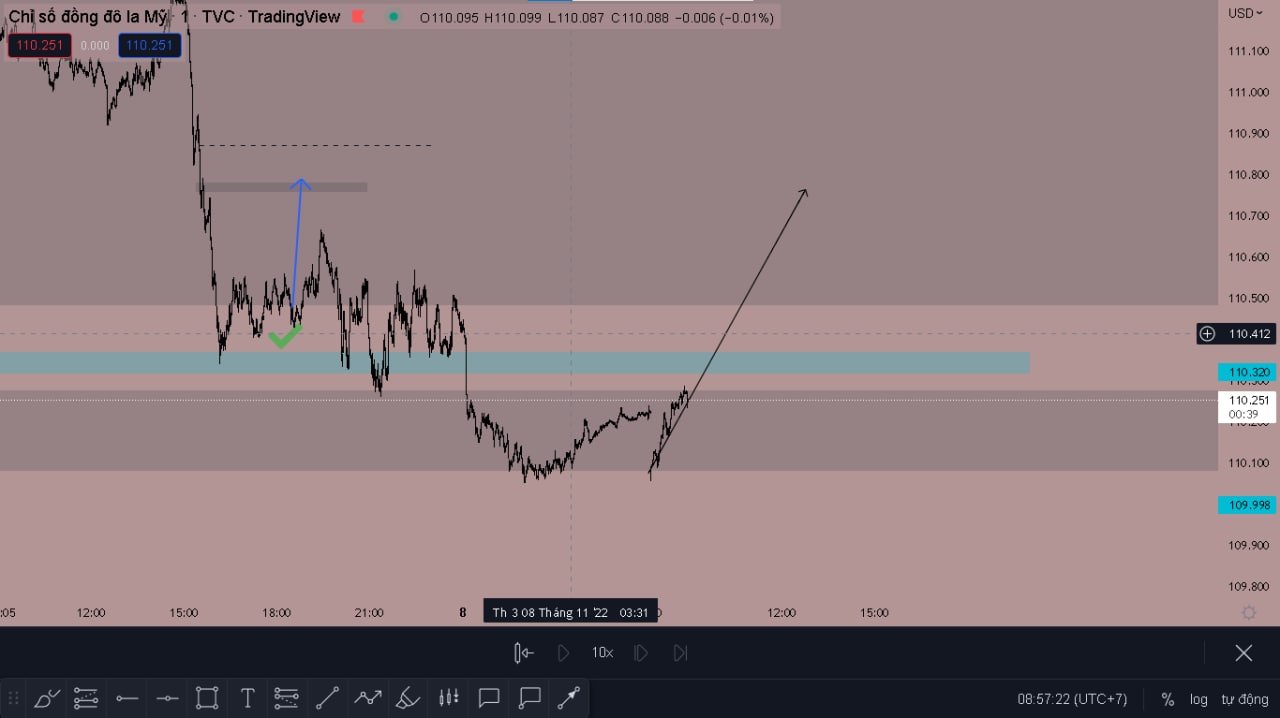 Chỉ số đồng đô la Mỹ · 1 · TVC · TradingView O110.095 H110.099 L110.087 C110.088 −0.006 (−0.01%)
USD
110.251 0.000 110.251
111.100
111.000
110.900
110.800
110.700
110.600
110.500
110.412
110.320
110.251
00:39
110.100
109.998
109.900
109.800
:05 12:00 15:00 18:00 21:00 8 Th 3 08 Tháng 11 '22 03:31 12:00 15:00
10x
08:57:22 (UTC+7) % log tự động